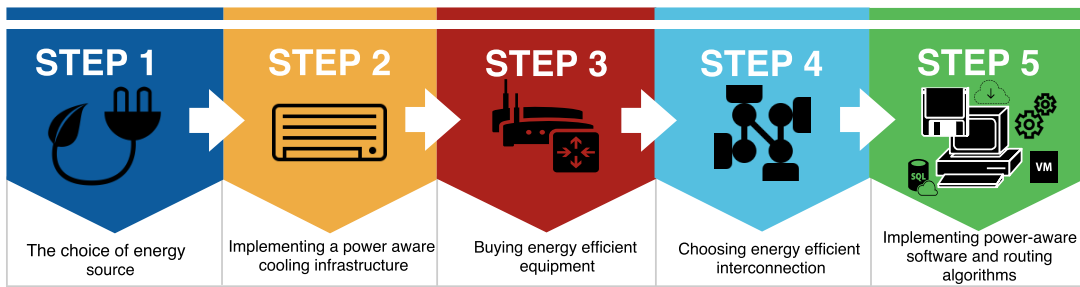 STEP 1
STEP 2
STEP 3
STEP 4
STEP 5
SQL
VM
The choice of energy
source
Implementing a power aware
cooling infrastructure
Buying energy efficient
equipment
Choosing energy efficient
interconnection
Implementing power-aware
software and routing
algorithms